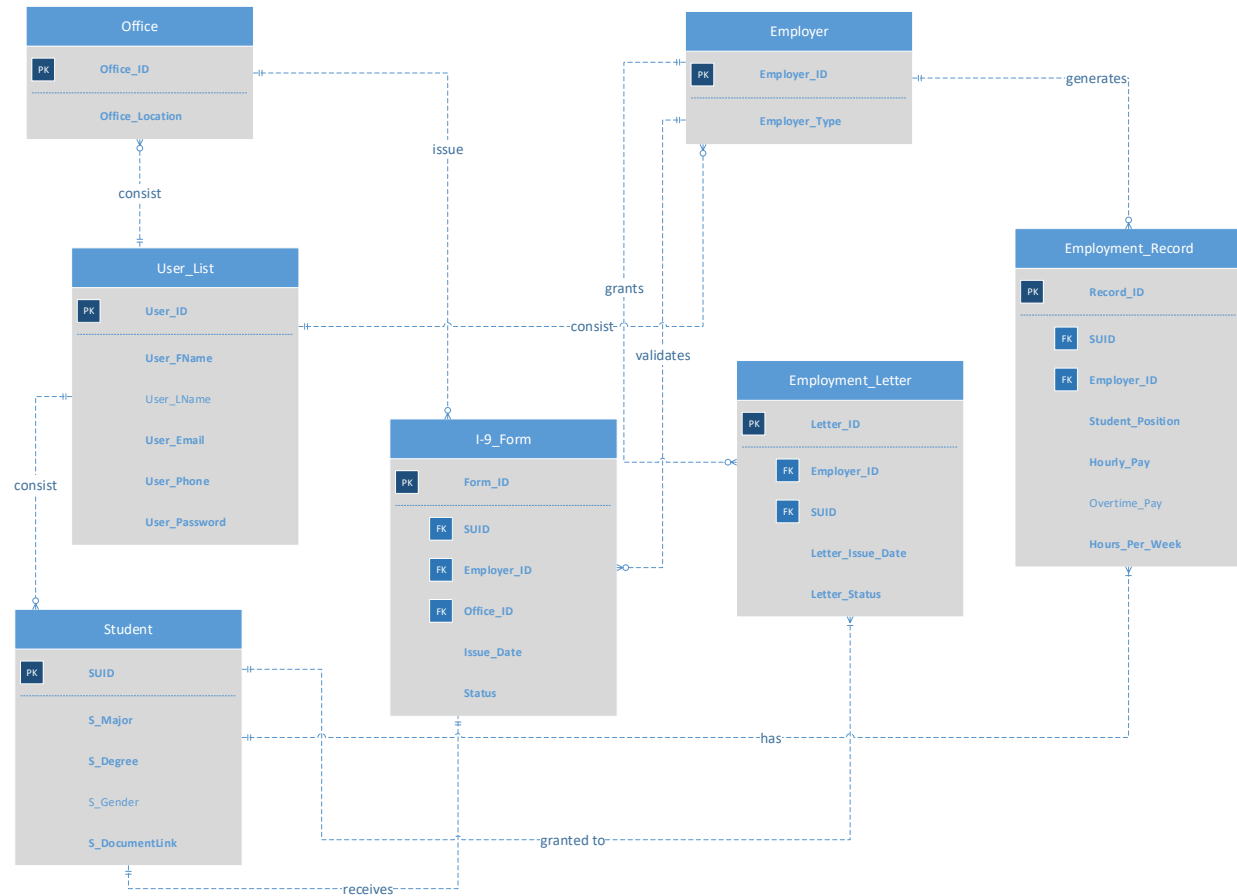 Office
PK Office_ID
Office_Location
Employer
PK Employer_ID
Employer_Type
generates
issue
consist
User_List
PK User_ID
User_FName
User_LName
User_Email
User_Phone
User_Password
grants
consist
validates
Employment_Record
PK Record_ID
FK SUID
FK Employer_ID
Student_Position
Hourly_Pay
Overtime_Pay
Hours_Per_Week
Employment_Letter
PK Letter_ID
FK Employer_ID
FK SUID
Letter_Issue_Date
Letter_Status
I-9_Form
PK Form_ID
FK SUID
FK Employer_ID
FK Office_ID
Issue_Date
Status
consist
Student
PK SUID
S_Major
S_Degree
S_Gender
S_DocumentLink
has
granted to
receives